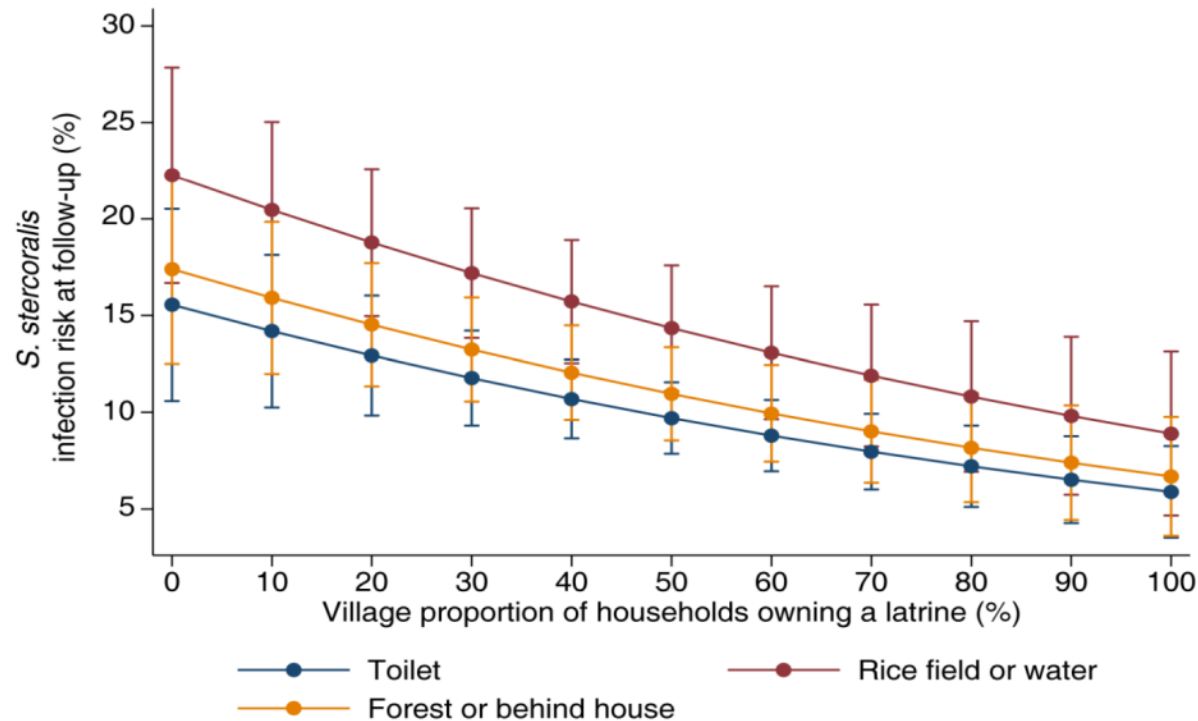 30
25
20
15
10
5
S. stercoralis
infection risk at follow-up (%)
0 10 20 30 40 50 60 70 80 90 100
Village proportion of households owning a latrine (%)
Toilet
Rice field or water
Forest or behind house